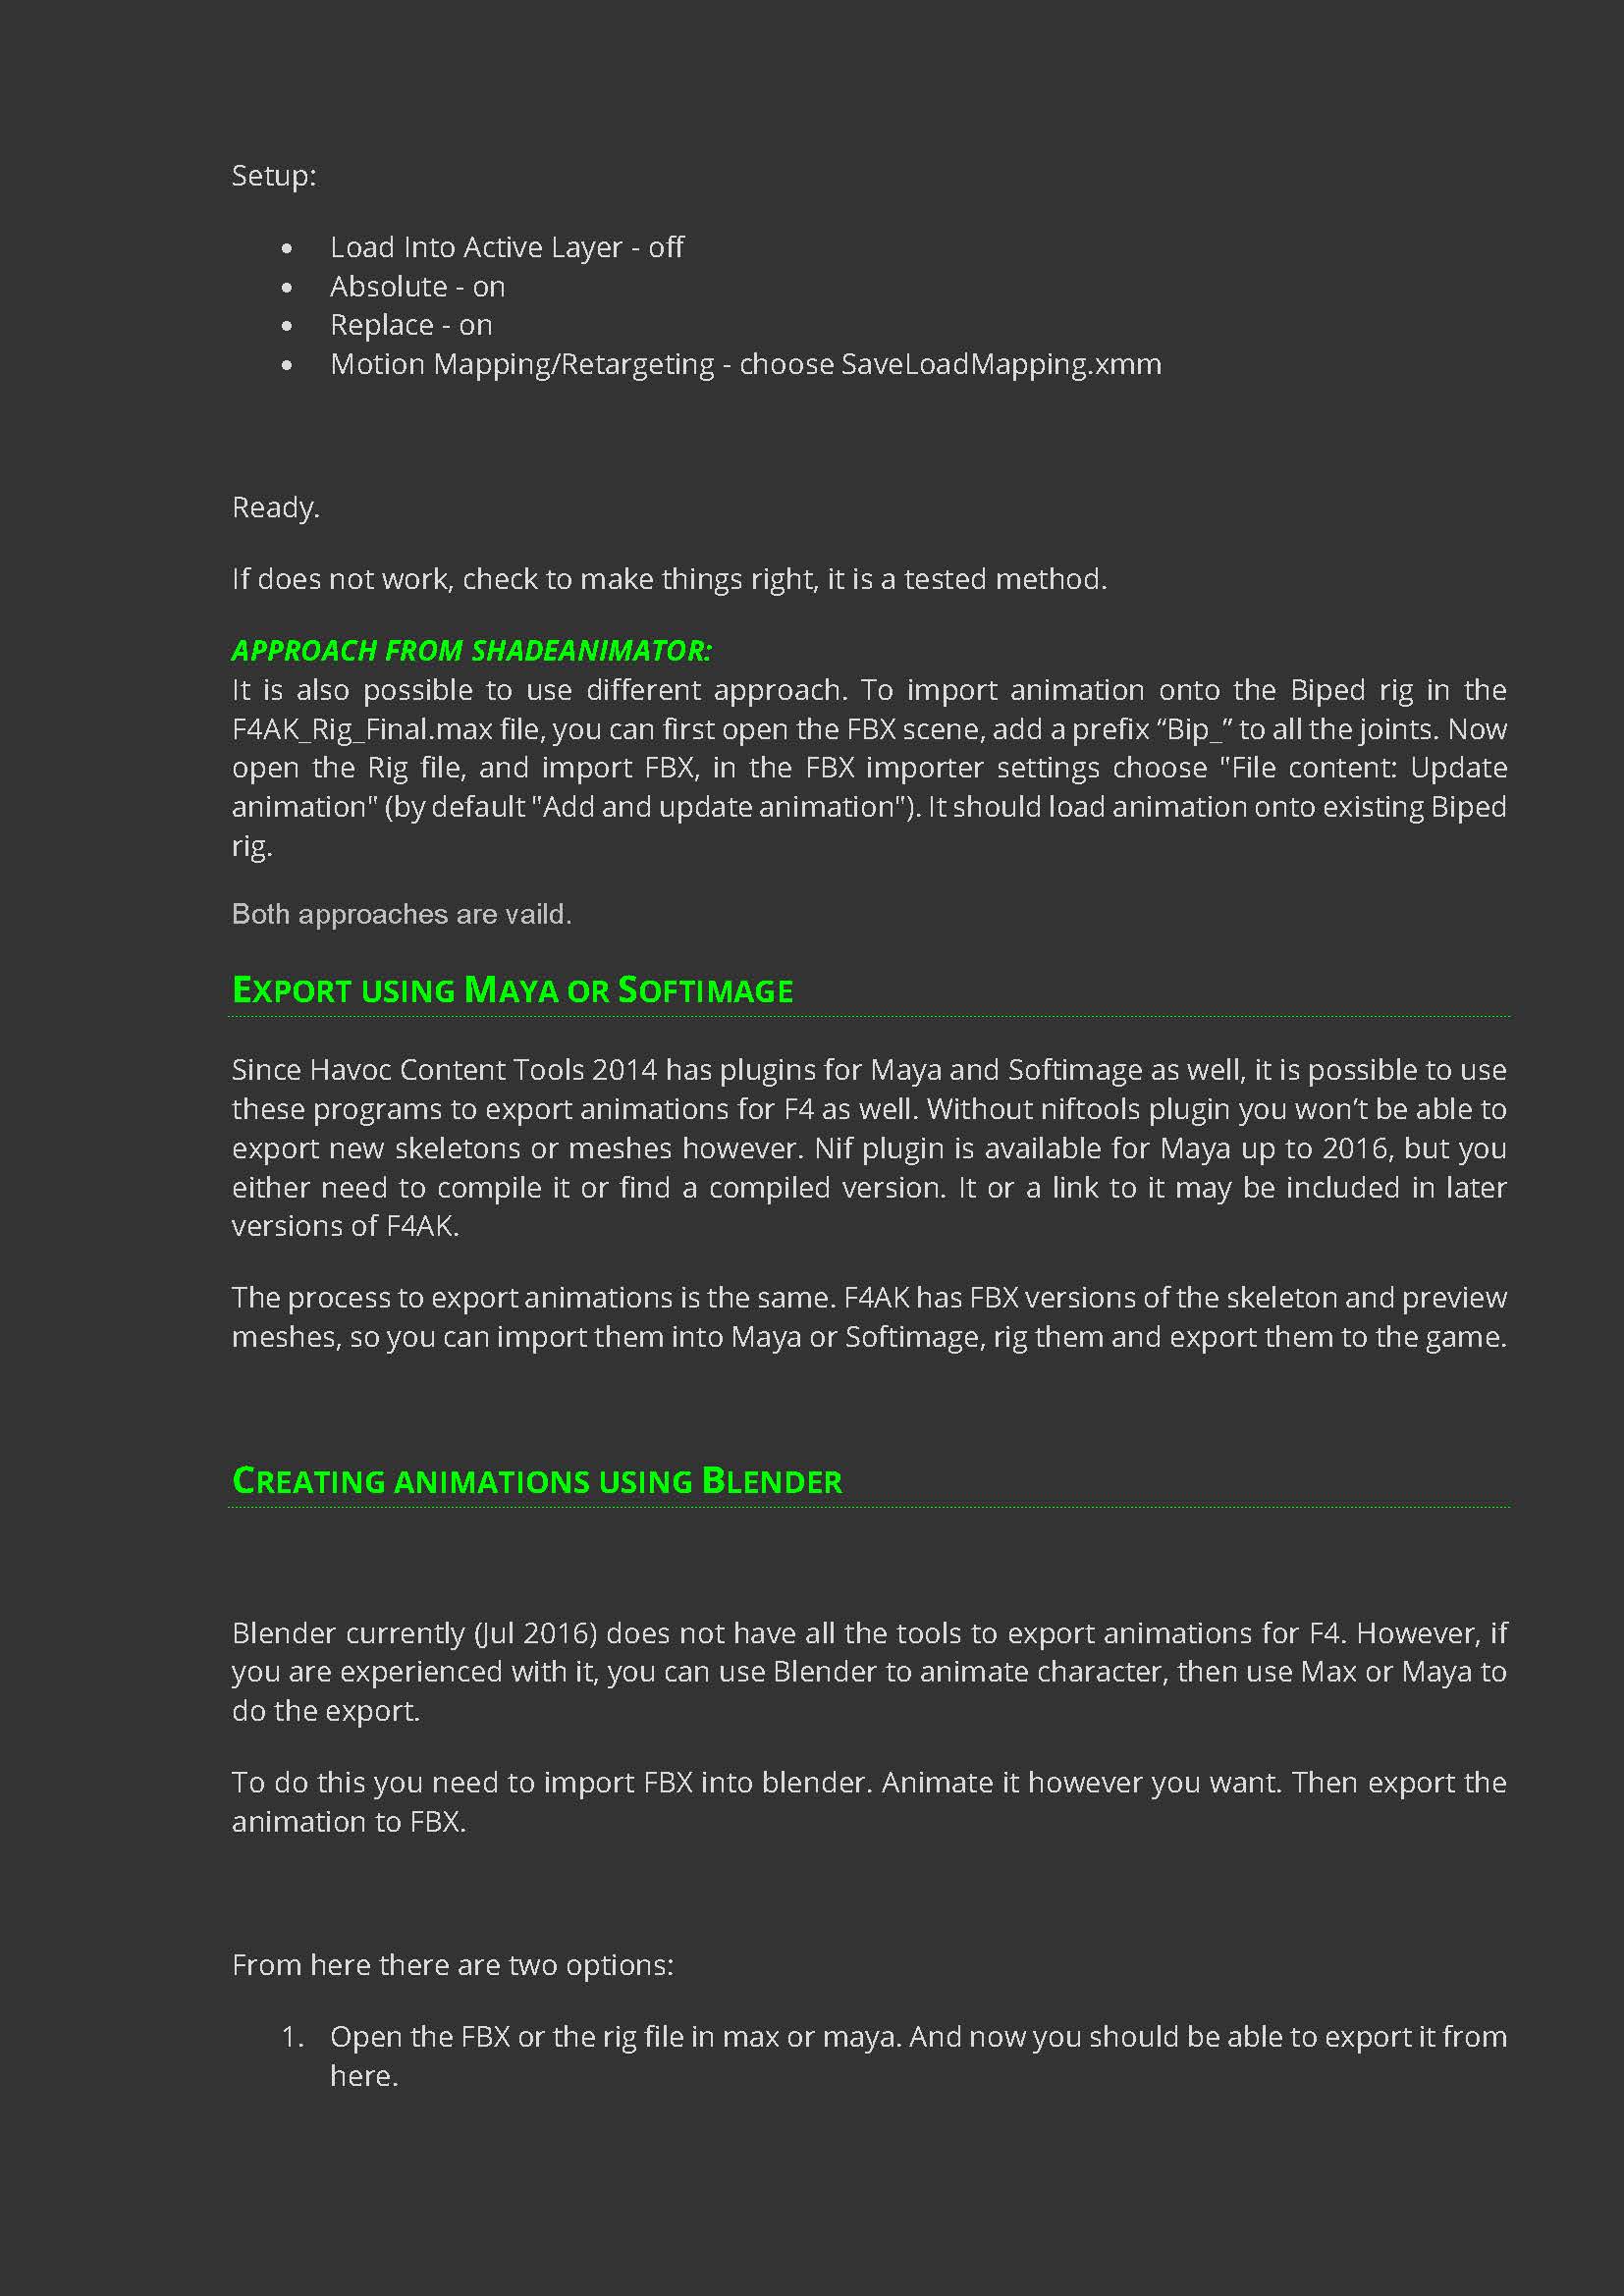 Setup:
• Load Into Active Layer - off
• Absolute - on
• Replace - on
• Motion Mapping/Retargeting - choose SaveLoadMapping.xmm
Ready.
If does not work, check to make things right, it is a tested method.
APPROACH FROM SHADEANIMATOR:
It is also possible to use different approach. To import animation onto the Biped rig in the
F4AK_Rig_Final.max file, you can first open the FBX scene, add a prefix “Bip_” to all the joints. Now
open the Rig file, and import FBX, in the FBX importer settings choose "File content: Update
animation" (by default "Add and update animation"). It should load animation onto existing Biped
rig.
Both approaches are vaild.
EXPORT USING MAYA OR SOFTIMAGE
Since Havoc Content Tools 2014 has plugins for Maya and Softimage as well, it is possible to use
these programs to export animations for F4 as well. Without niftools plugin you won’t be able to
export new skeletons or meshes however. Nif plugin is available for Maya up to 2016, but you
either need to compile it or find a compiled version. It or a link to it may be included in later
versions of F4AK.
The process to export animations is the same. F4AK has FBX versions of the skeleton and preview
meshes, so you can import them into Maya or Softimage, rig them and export them to the game.
CREATING ANIMATIONS USING BLENDER
Blender currently (Jul 2016) does not have all the tools to export animations for F4. However, if
you are experienced with it, you can use Blender to animate character, then use Max or Maya to
do the export.
To do this you need to import FBX into blender. Animate it however you want. Then export the
animation to FBX.
From here there are two options:
1. Open the FBX or the rig file in max or maya. And now you should be able to export it from
here.